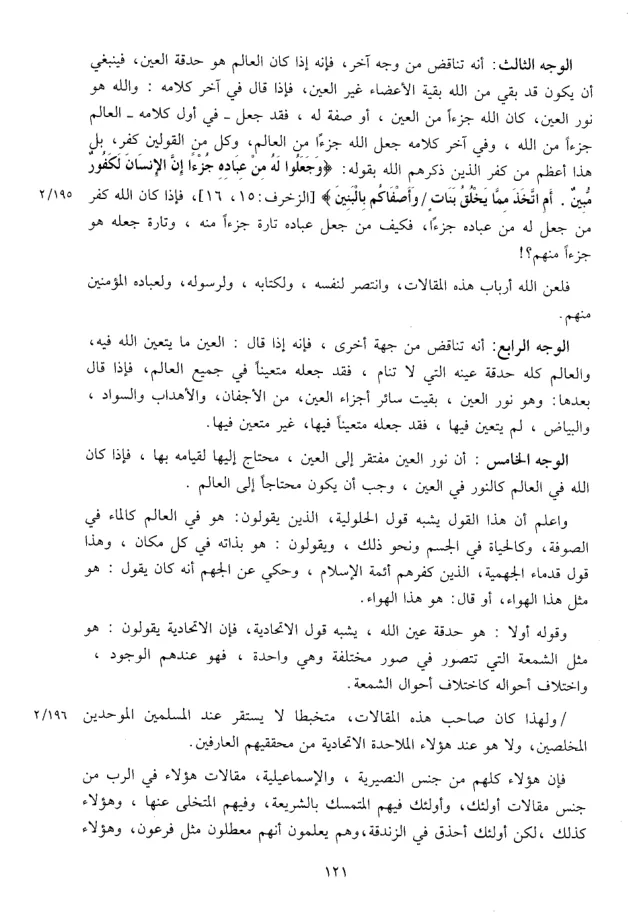 الوجه الثالث: أنه تناقض من وجه آخر، فإنه إذا كان العالم هو حدقة العين، فينبغي
أن يكون قد بقي من الله بقية الأعضاء غير العين، فإذا قال في آخر كلامه : والله هو
نور العين، كان الله جزءاً من العين ، أو صفة له ، فقد جعل ـ في أول كلامه ـ العالم
جزءاً من الله ، وفي آخر كلامه جعل الله جزءًا من العالم، وكل من القولين كفر، بل
هذا أعظم من كفر الذين ذكرهم الله بقوله: ﴿وَجَعَلُوا لَهُ مِنْ عِبَادِهِ جُزْءًا إِنَّ الإِنسَانَ لَكَفُورٌ
مُّبِينٌ . أَمِ اتَّخَذَ مِمَّا يَخْلُقُ بَنَاتٍ / وَأَصْفَاكُم بِالْبَنِينَ﴾ [الزخرف: ١٥، ١٦]، فإذا كان الله كفر ٢/١٩٥
من جعل له من عباده جزءًا، فكيف من جعل عباده تارة جزءاً منه ، وتارة جعله هو
جزءاً منهم؟!
فلعن الله أرباب هذه المقالات، وانتصر لنفسه ، ولكتابه ، ولرسوله، ولعباده المؤمنين
منهم.
الوجه الرابع: أنه تناقض من جهة أخرى ، فإنه إذا قال : العين ما يتعين الله فيه،
والعالم كله حدقة عينه التي لا تنام ، فقد جعله متعيناً في جميع العالم، فإذا قال
بعدها: وهو نور العين ، بقيت سائر أجزاء العين، من الأجفان، والأهداب والسواد ،
والبياض ، لم يتعين فيها ، فقد جعله متعيناً فيها، غير متعين فيها.
الوجه الخامس : أن نور العين مفتقر إلى العين ، محتاج إليها لقيامه بها ، فإذا كان
الله في العالم كالنور في العين ، وجب أن يكون محتاجاً إلى العالم .
واعلم أن هذا القول يشبه قول الحلولية، الذين يقولون: هو في العالم كالماء في
الصوفة، وكالحياة في الجسم ونحو ذلك ، ويقولون : هو بذاته في كل مكان ، وهذا
قول قدماء الجهمية، الذين كفرهم أئمة الإسلام ، وحكي عن الجهم أنه كان يقول : هو
مثل هذا الهواء، أو قال: هو هذا الهواء.
وقوله أولا : هو حدقة عين الله ، يشبه قول الاتحادية، فإن الاتحادية يقولون : هو
مثل الشمعة التي تتصور في صور مختلفة وهي واحدة ، فهو عندهم الوجود ،
واختلاف أحواله كاختلاف أحوال الشمعة.
/ ولهذا كان صاحب هذه المقالات، متخبطا لا يستقر عند المسلمين الموحدين ٢/١٩٦
المخلصين، ولا هو عند هؤلاء الملاحدة الاتحادية من محققيهم العارفين.
فإن هؤلاء كلهم من جنس النصيرية ، والإسماعيلية، مقالات هؤلاء في الرب من
جنس مقالات أولئك، وأولئك فيهم المتمسك بالشريعة، وفيهم المتخلى عنها ، وهؤلاء
كذلك ،لكن أولئك أحذق في الزندقة،وهم يعلمون أنهم معطلون مثل فرعون، وهؤلاء
١٢١